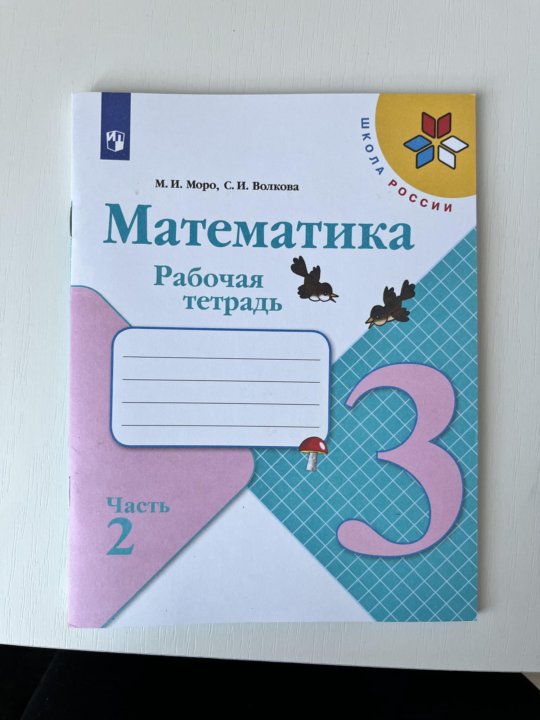 ШКОЛА РОССИИ
М. И. Моро, С. И. Волкова
Математика
Рабочая
тетрадь
Часть
2
3